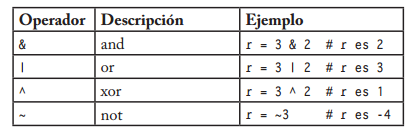 Operador Descripción Ejemplo
& and r = 3 & 2 # r es 2
| or r = 3 | 2 # r es 3
^ xor r = 3 ^ 2 # r es 1
~ not r = ~3 # r es -4